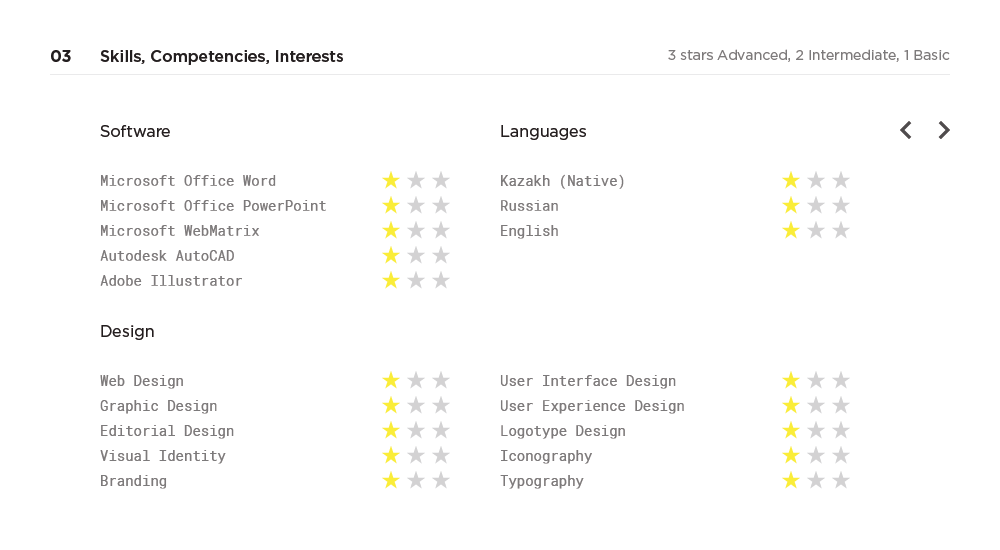 03 Skills, Competencies, Interests 3 stars Advanced, 2 Intermediate, 1 Basic
Software
Microsoft Office Word
Microsoft Office PowerPoint
Microsoft WebMatrix
Autodesk AutoCAD
Adobe Illustrator
Languages
Kazakh (Native)
Russian
English
Design
Web Design
Graphic Design
Editorial Design
Visual Identity
Branding
User Interface Design
User Experience Design
Logotype Design
Iconography
Typography